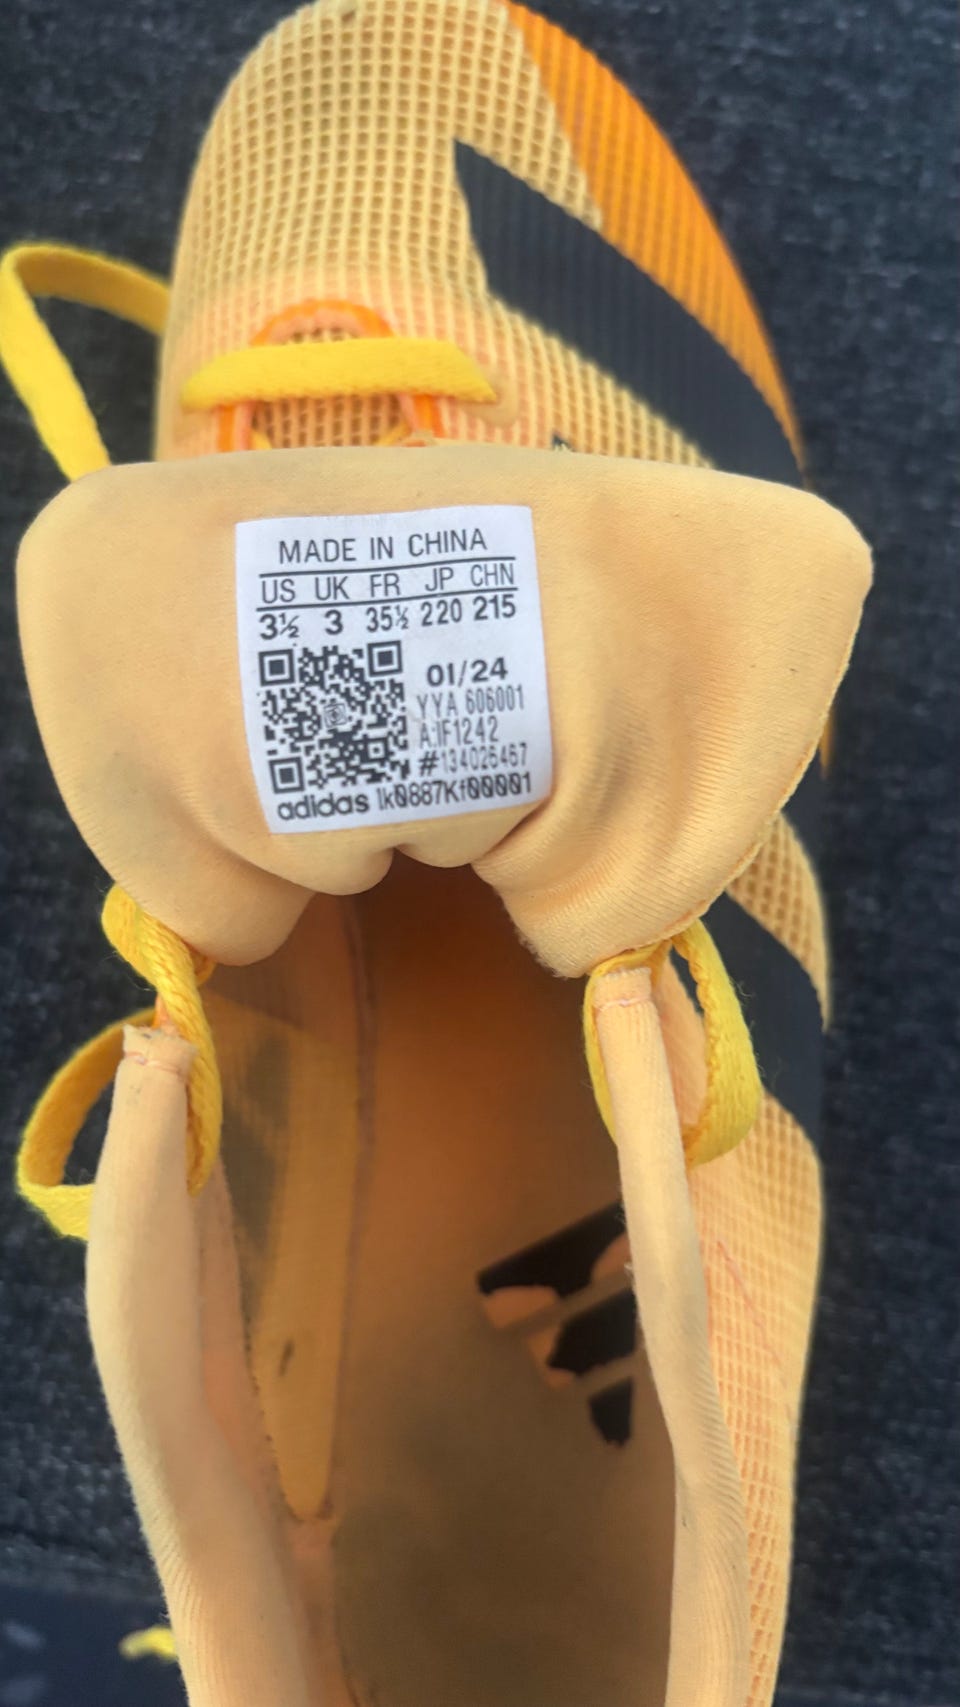 MADE IN CHINA
US UK FR JP CHN
3½ 3 35½ 220 215
01/24
YYA 606001
A:IF1242
#134026467
adidas 1k0887Kf00001